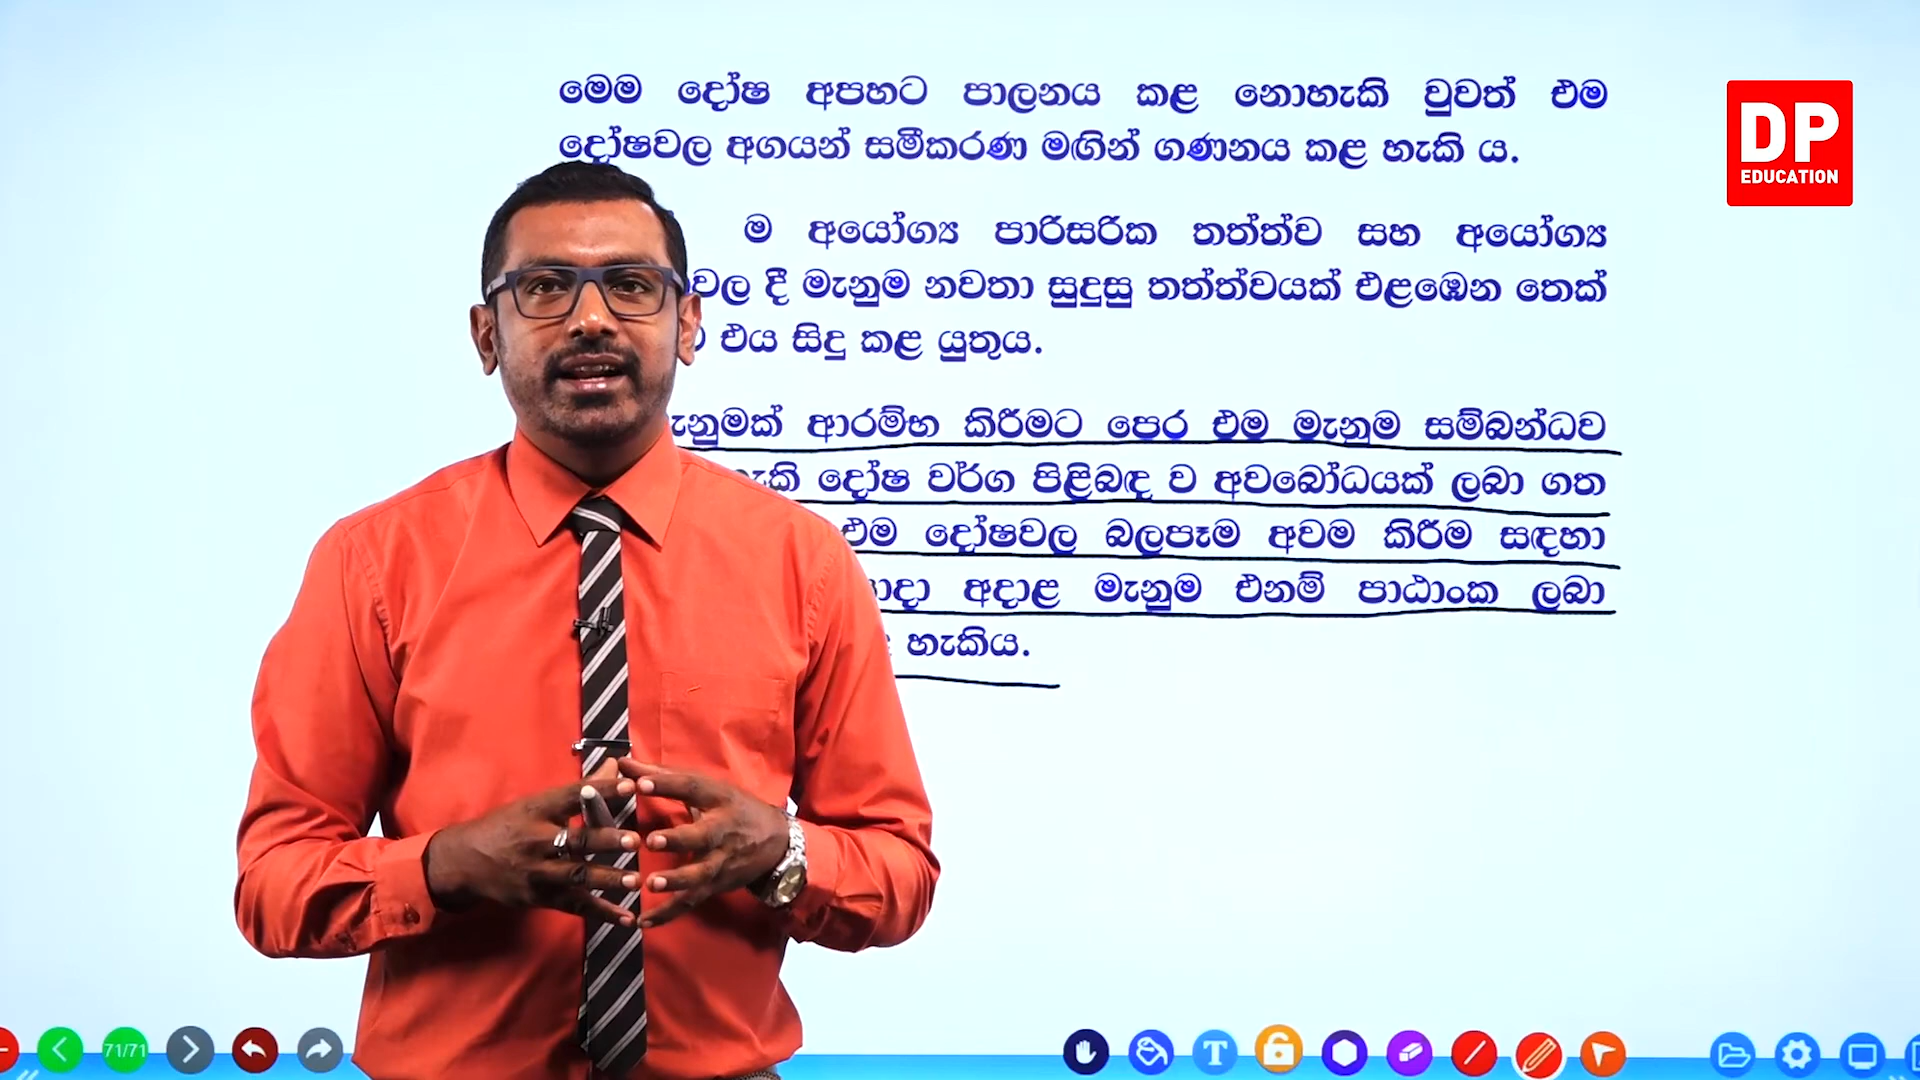 මෙම දෝෂ අපහට පාලනය කළ නොහැකි වුවත් එම
දෝෂවල අගයන් සමීකරණ මඟින් ගණනය කළ හැකි ය.
DP
EDUCATION
ම අයෝග්‍ය පාරිසරික තත්ත්ව සහ අයෝග්‍ය
වල දී මැනුම නවතා සුදුසු තත්ත්වයක් එළඹෙන තෙක්
එය සිදු කළ යුතුය.
ආරම්භ කිරීමට පෙර එම මැනුම සම්බන්ධව
දෝෂ වර්ග පිළිබඳ ව අවබෝධයක් ලබා ගත
එම දෝෂවල බලපෑම අවම කිරීම සඳහා
අදාළ මැනුම එනම් පාඨාංක ලබා
හැකිය.
71/71
T